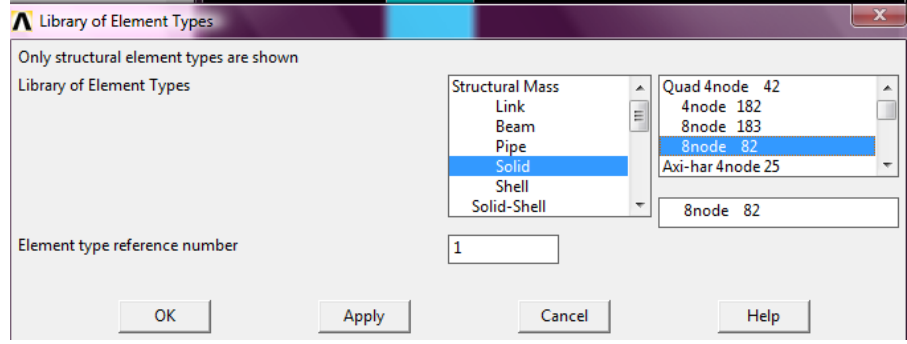 Library of Element Types
Only structural element types are shown
Library of Element Types
Structural Mass
Link
Beam
Pipe
Solid
Shell
Solid-Shell
Quad 4node 42
4node 182
8node 183
8node 82
Axi-har 4node 25
8node 82
Element type reference number
1
OK
Apply
Cancel
Help